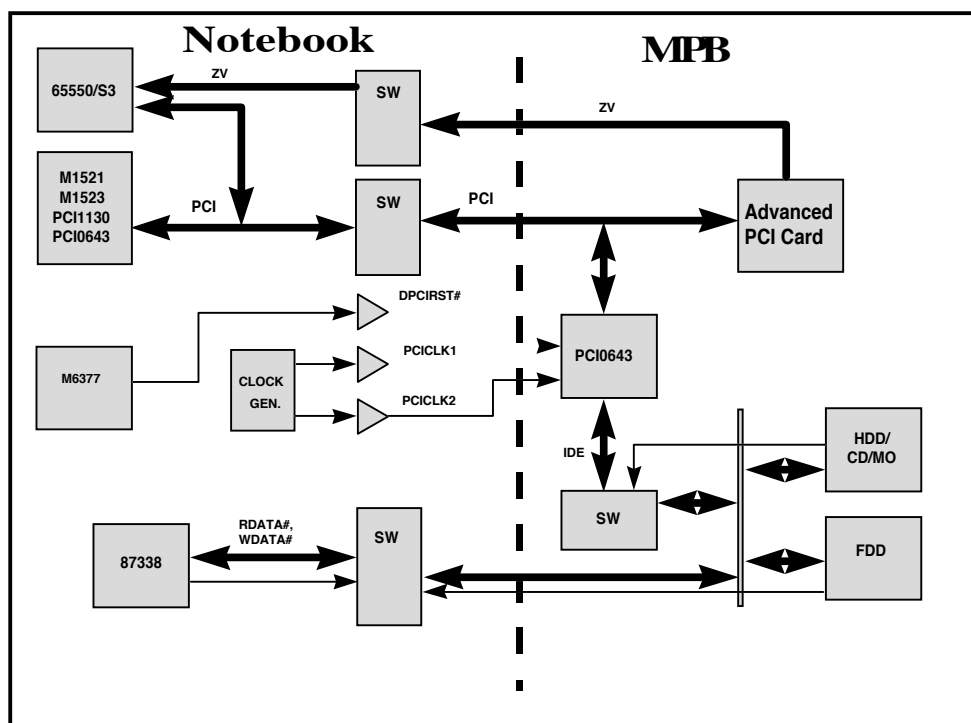 Notebook
MPB
ZV
65550/S3
SW
ZV
M1521
M1523
PCI1130
PCI0643
PCI
SW
PCI
Advanced
PCI Card
DPCIRST#
M6377
CLOCK
GEN.
PCICLK1
PCICLK2
PCI0643
IDE
HDD/
CD/MO
SW
RDATA#,
WDATA#
87338
SW
FDD